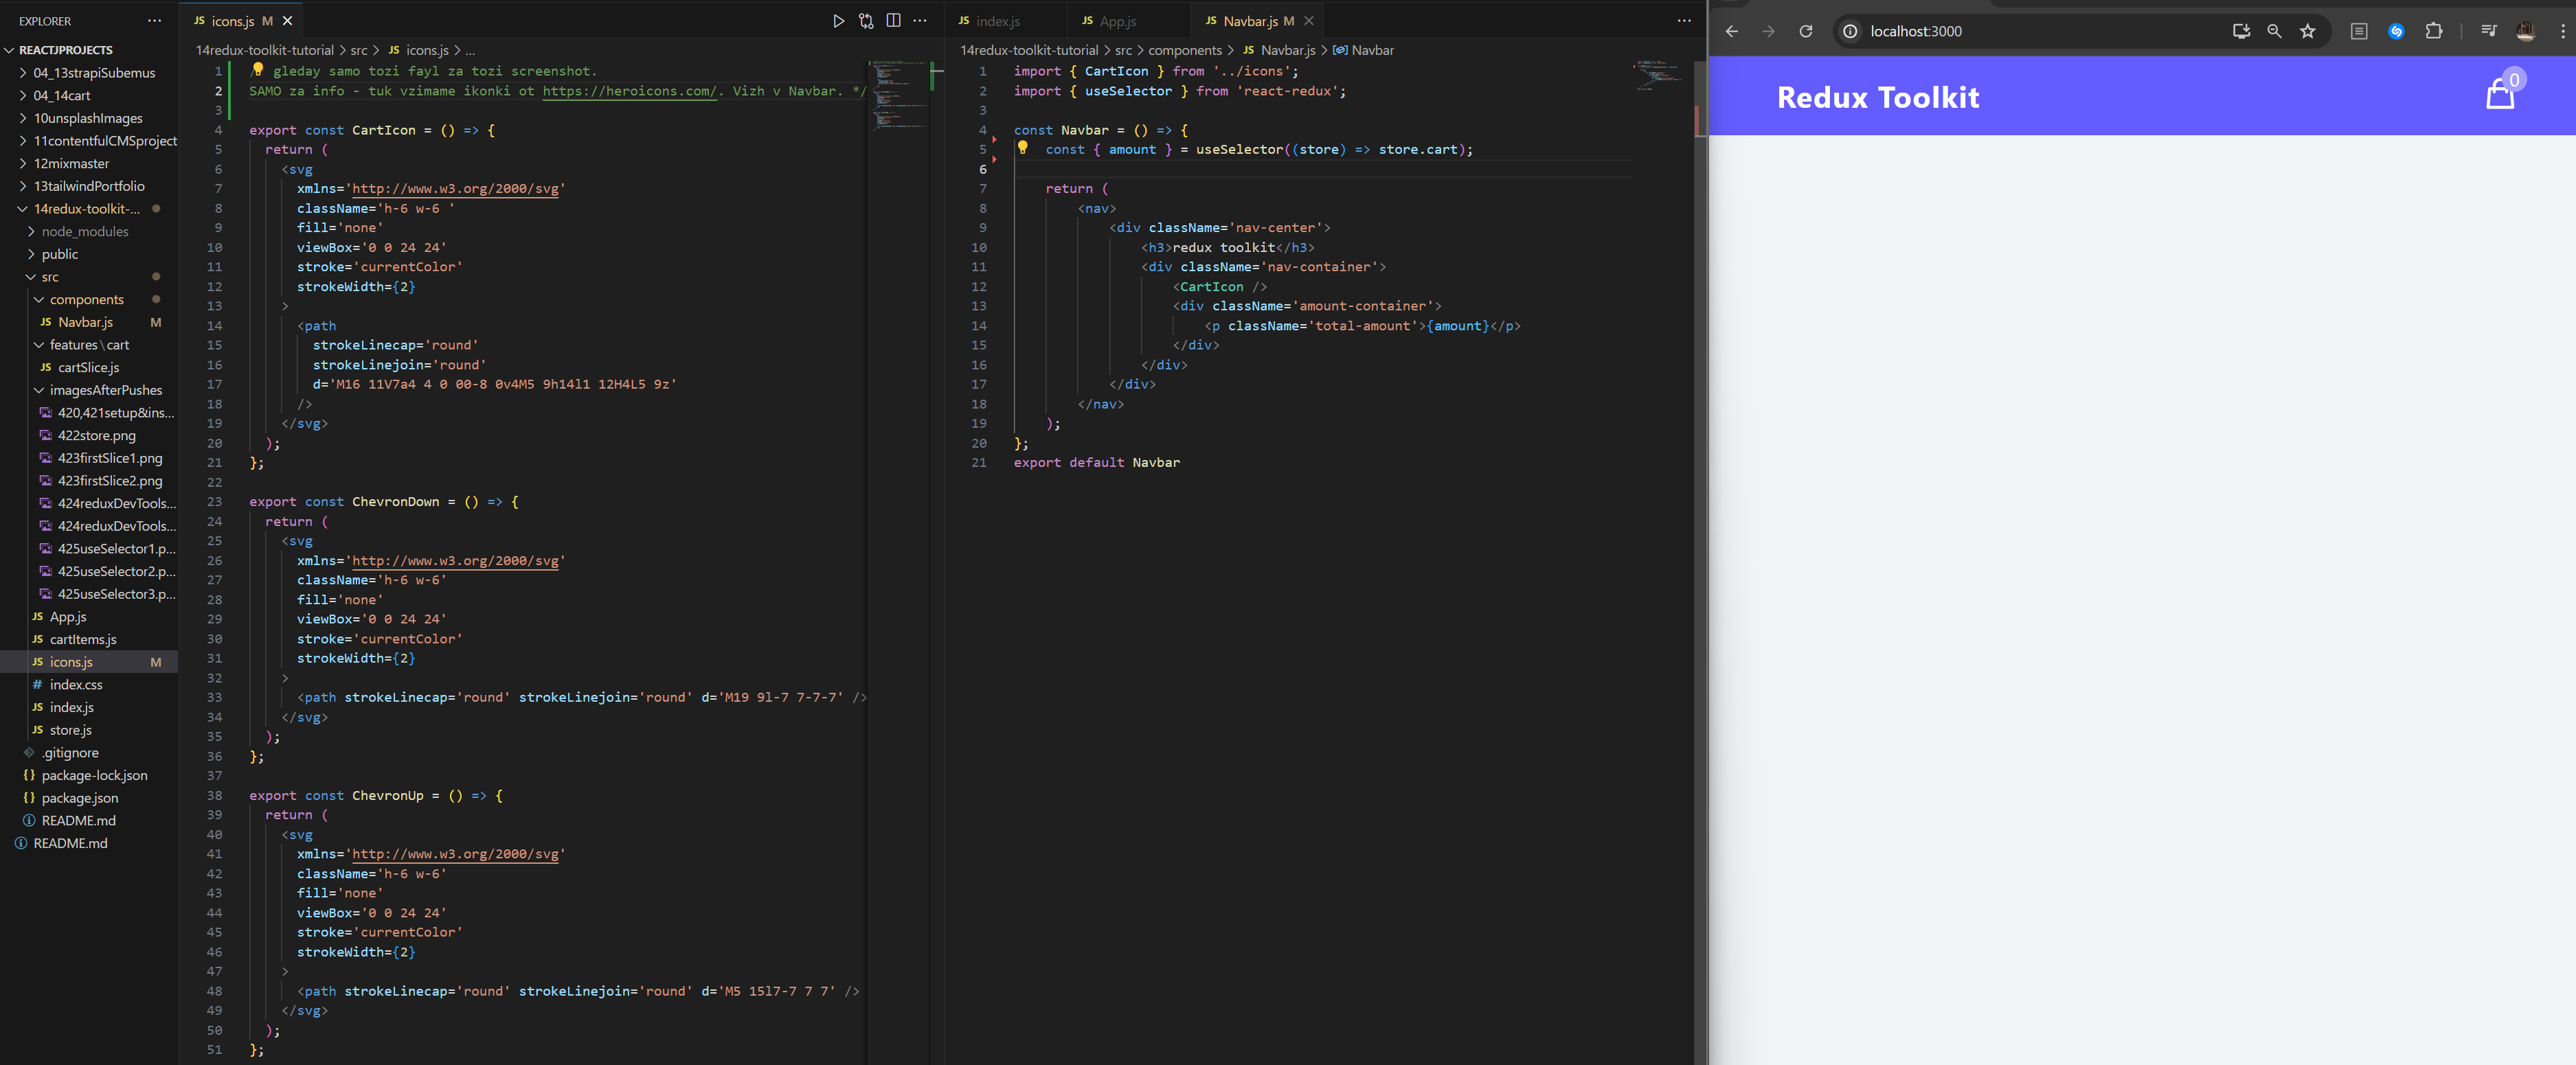 EXPLORER
REACTJPROJECTS
04_13strapiSubemus
04_14cart
10unsplashImages
11contentfulCMSproject
12mixmaster
13tailwindPortfolio
14redux-toolkit-...
node_modules
public
src
components
JS Navbar.js M
features\cart
JS cartSlice.js
imagesAfterPushes
420,421setup&ins...
422store.png
423firstSlice1.png
423firstSlice2.png
424reduxDevTools...
424reduxDevTools...
425useSelector1.p...
425useSelector2.p...
425useSelector3.p...
JS App.js
JS cartItems.js
JS icons.js M
# index.css
JS index.js
JS store.js
.gitignore
{} package-lock.json
{} package.json
README.md
README.md
JS icons.js M
14redux-toolkit-tutorial > src > JS icons.js > ...
1 / gleday samo tozi fayl za tozi screenshot.
2 SAMO za info - tuk vzimame ikonki ot https://heroicons.com/. Vizh v Navbar. */
3
4 export const CartIcon = () => {
5 return (
6 <svg
7 xmlns='http://www.w3.org/2000/svg'
8 className='h-6 w-6 '
9 fill='none'
10 viewBox='0 0 24 24'
11 stroke='currentColor'
12 strokeWidth={2}
13 >
14 <path
15 strokeLinecap='round'
16 strokeLinejoin='round'
17 d='M16 11V7a4 4 0 00-8 0v4M5 9h14l1 12H4L5 9z'
18 />
19 </svg>
20 );
21 };
22
23 export const ChevronDown = () => {
24 return (
25 <svg
26 xmlns='http://www.w3.org/2000/svg'
27 className='h-6 w-6'
28 fill='none'
29 viewBox='0 0 24 24'
30 stroke='currentColor'
31 strokeWidth={2}
32 >
33 <path strokeLinecap='round' strokeLinejoin='round' d='M19 9l-7 7-7-7' />
34 </svg>
35 );
36 };
37
38 export const ChevronUp = () => {
39 return (
40 <svg
41 xmlns='http://www.w3.org/2000/svg'
42 className='h-6 w-6'
43 fill='none'
44 viewBox='0 0 24 24'
45 stroke='currentColor'
46 strokeWidth={2}
47 >
48 <path strokeLinecap='round' strokeLinejoin='round' d='M5 15l7-7 7 7' />
49 </svg>
50 );
51 };
JS index.js JS App.js JS Navbar.js M
14redux-toolkit-tutorial > src > components > JS Navbar.js > Navbar
1 import { CartIcon } from '../icons';
2 import { useSelector } from 'react-redux';
3
4 const Navbar = () => {
5 const { amount } = useSelector((store) => store.cart);
6
7 return (
8 <nav>
9 <div className='nav-center'>
10 <h3>redux toolkit</h3>
11 <div className='nav-container'>
12 <CartIcon />
13 <div className='amount-container'>
14 <p className='total-amount'>{amount}</p>
15 </div>
16 </div>
17 </div>
18 </nav>
19 );
20 };
21 export default Navbar
localhost:3000
Redux Toolkit
0